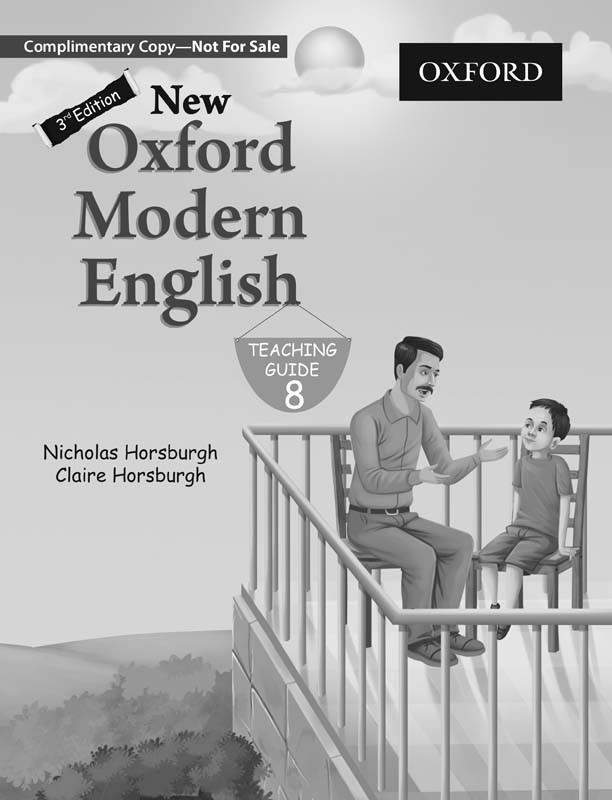 Complimentary Copy—Not For Sale
OXFORD
3rd Edition
New
Oxford
Modern
English
TEACHING
GUIDE
8
Nicholas Horsburgh
Claire Horsburgh